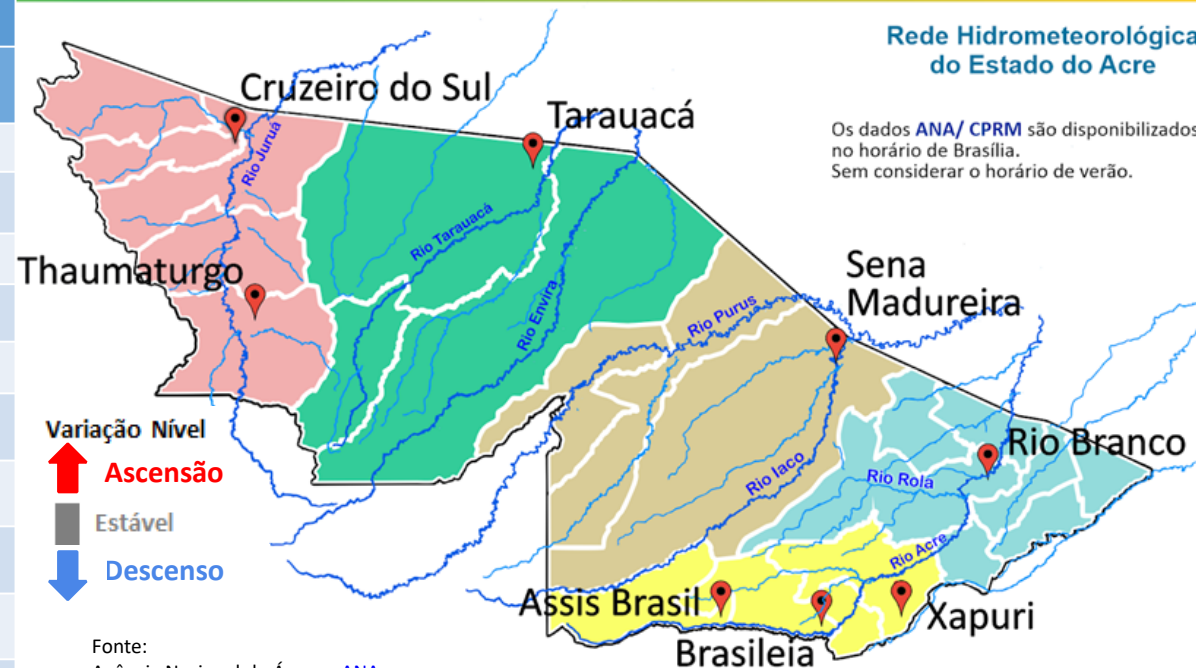 Rede Hidrometeorológica
do Estado do Acre
Os dados ANA/ CPRM são disponibilizados
no horário de Brasília.
Sem considerar o horário de verão.
Cruzeiro do Sul
Tarauacá
Rio Juruá
Rio Tarauacá
Thaumaturgo
Rio Envira
Sena
Madureira
Rio Purus
Variação Nível
Ascensão
Estável
Descenso
Rio Branco
Rio Iaco
Rio Rola
Rio Acre
Assis Brasil
Xapuri
Brasileia
Fonte: